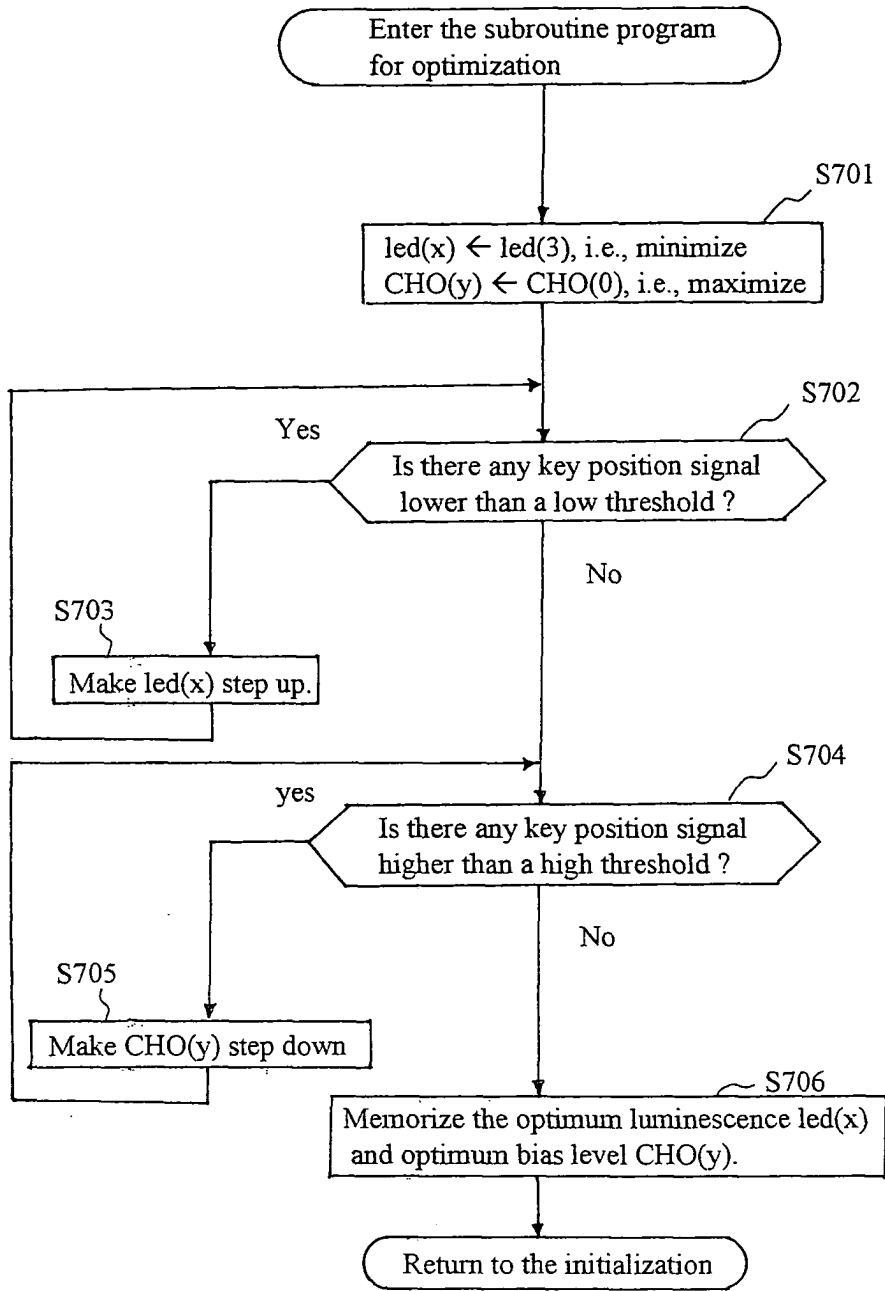 Enter the subroutine program
for optimization
S701
led(x) ← led(3), i.e., minimize
CHO(y) ← CHO(0), i.e., maximize
S702
Yes
Is there any key position signal
lower than a low threshold ?
No
S703
Make led(x) step up.
S704
yes
Is there any key position signal
higher than a high threshold ?
No
S705
Make CHO(y) step down
S706
Memorize the optimum luminescence led(x)
and optimum bias level CHO(y).
Return to the initialization